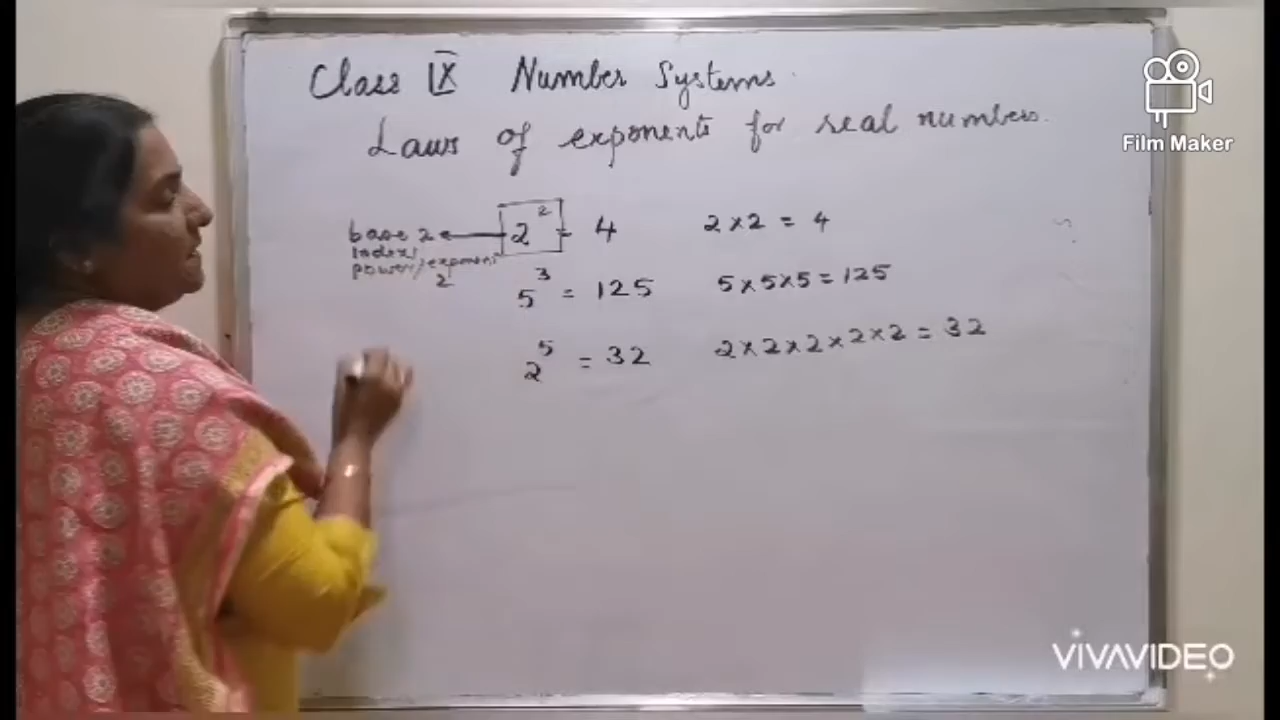 Class IX Number Systems.
Laws of exponents for real numbers.
Film Maker
base 2 ← 2² = 4 2×2 = 4
index/
power/exponent
2
5³ = 125 5×5×5=125
2⁵ = 32 2×2×2×2×2 = 32
VIVAVIDEO